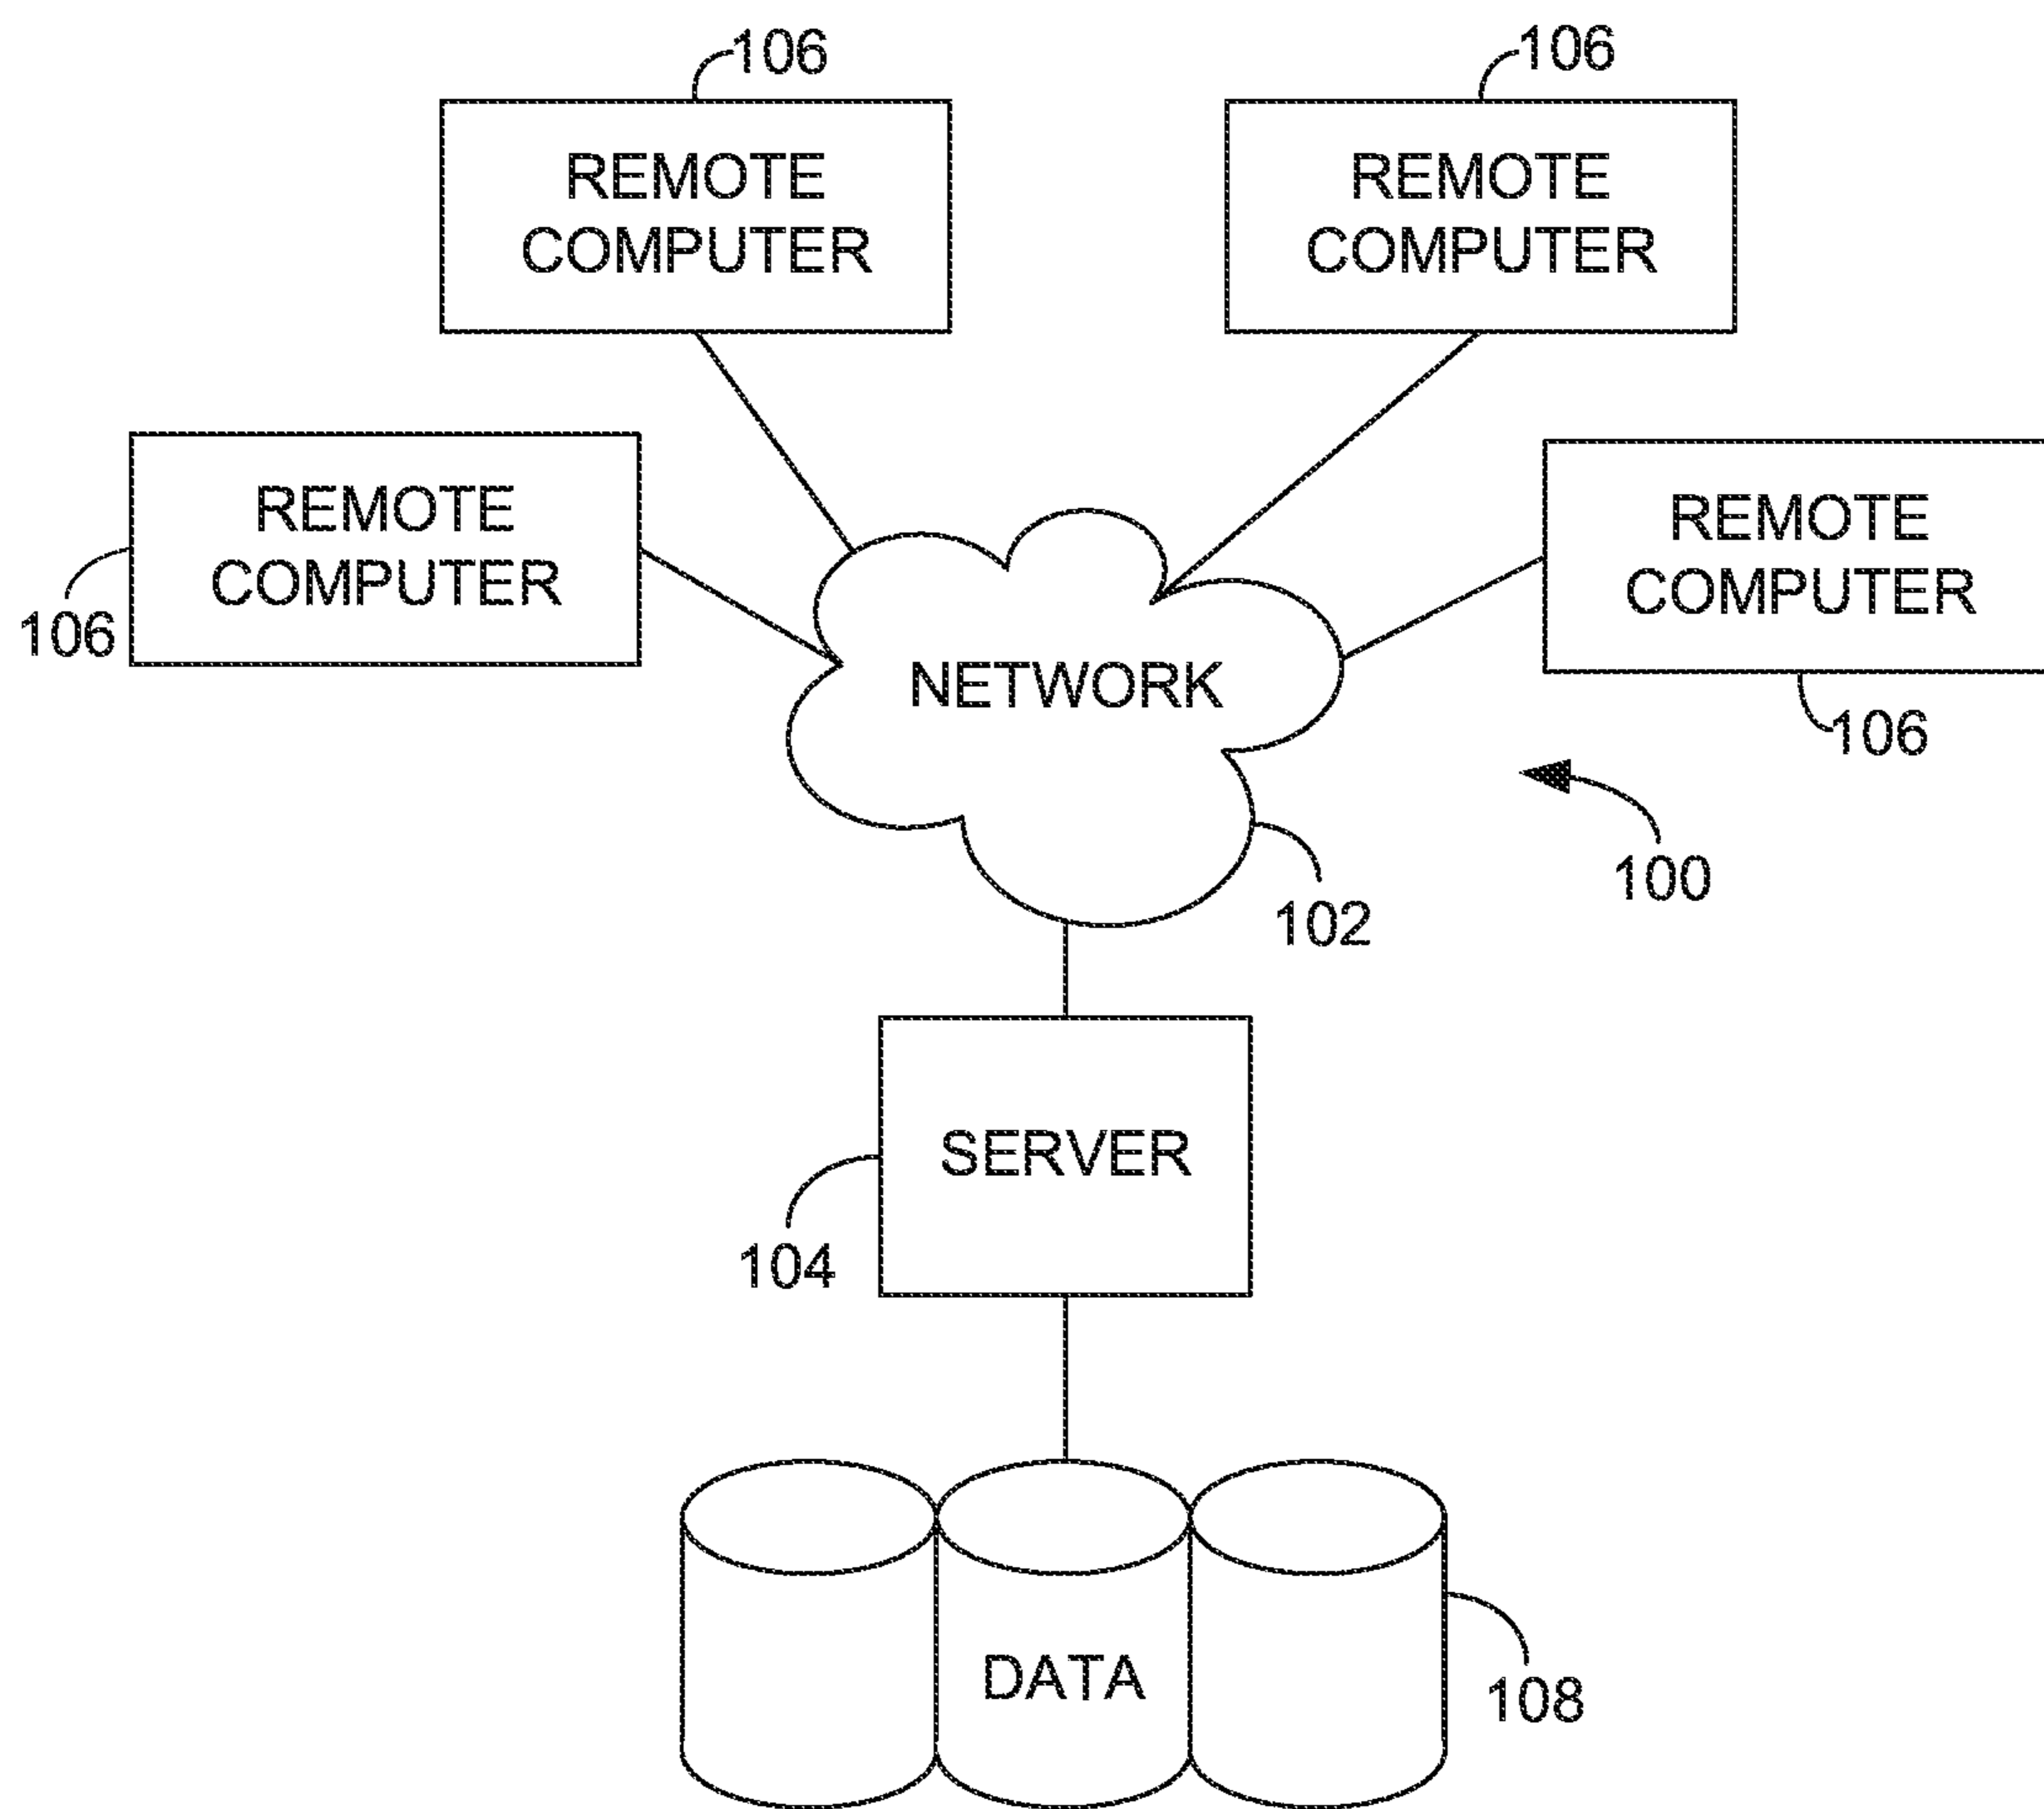 106
106
REMOTE
COMPUTER
REMOTE
COMPUTER
REMOTE
COMPUTER
106
REMOTE
COMPUTER
106
NETWORK
100
102
SERVER
104
DATA
108